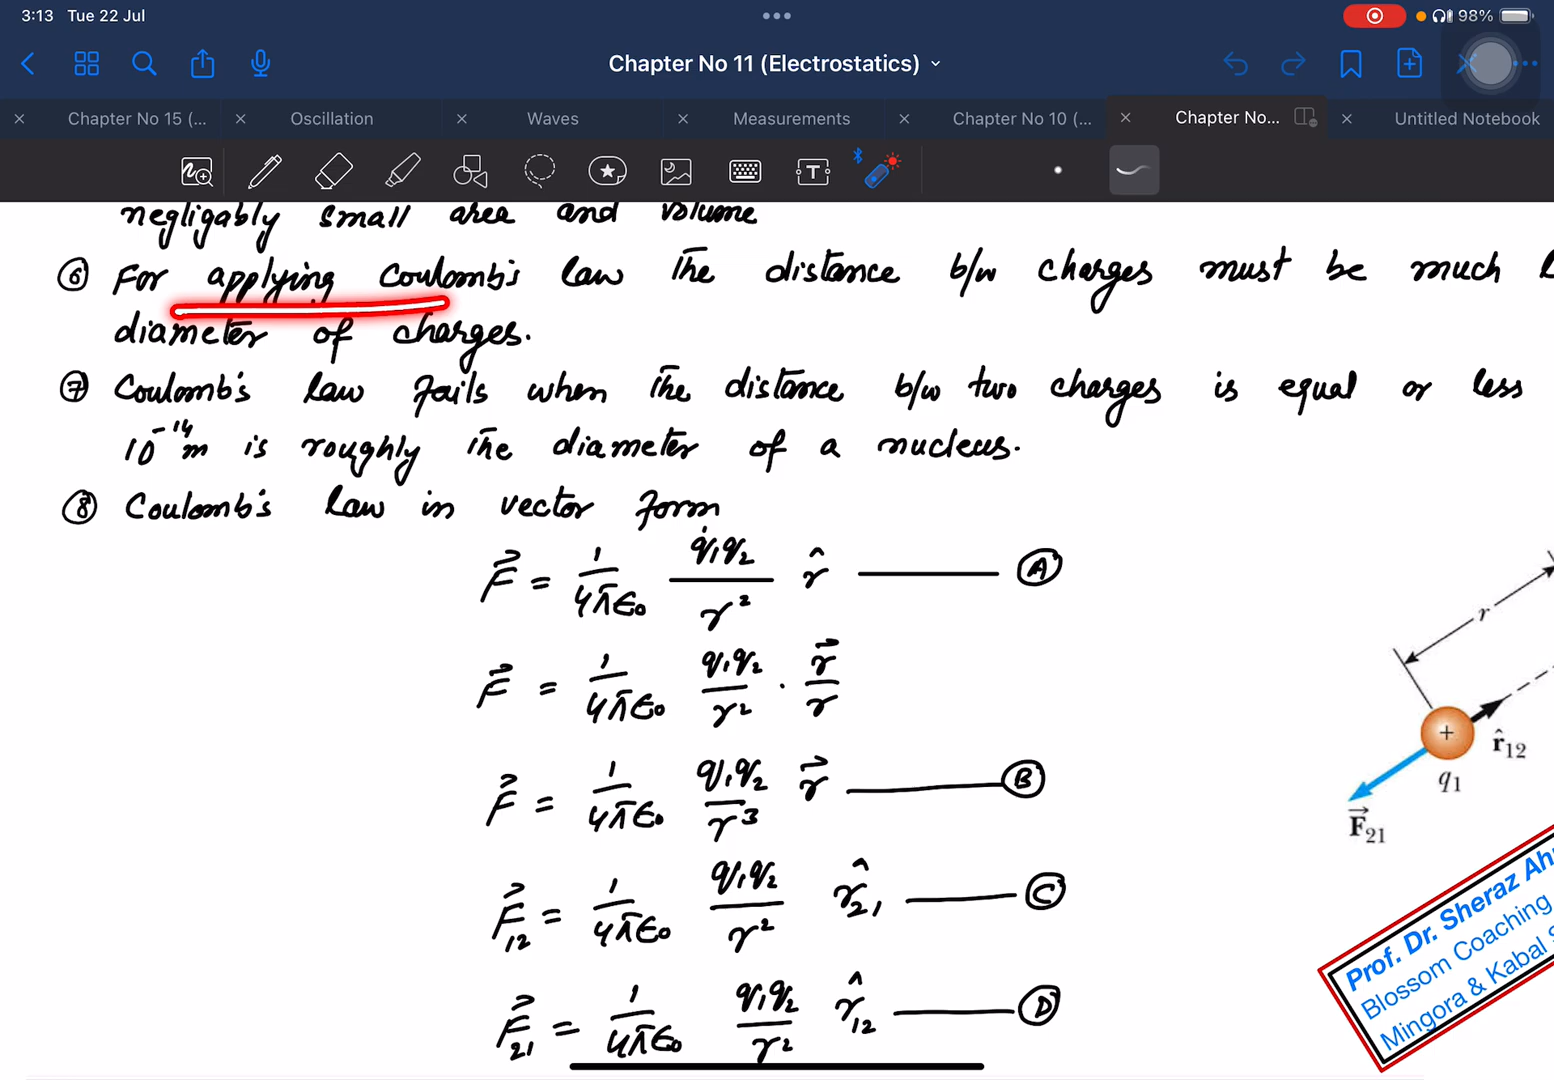 3:13 Tue 22 Jul
98%
Chapter No 11 (Electrostatics)
Chapter No 15 (...
Oscillation
Waves
Measurements
Chapter No 10 (...
Chapter No...
Untitled Notebook
T
negligably small area and volume
⑥ For applying Coulomb's law the distance b/w charges must be much
diameter of charges.
⑦ Coulomb's law fails when the distance b/w two charges is equal or less
10⁻¹⁴m is roughly the diameter of a nucleus.
⑧ Coulomb's law in vector form
F⃗ = 1/4πε₀ q₁q₂/r² r̂ ——— Ⓐ
F⃗ = 1/4πε₀ q₁q₂/r² · r⃗/r
F⃗ = 1/4πε₀ q₁q₂/r³ r⃗ ——— Ⓑ
F⃗₁₂ = 1/4πε₀ q₁q₂/r² r̂₂₁ ——— Ⓒ
F⃗₂₁ = 1/4πε₀ q₁q₂/r² r̂₁₂ ——— Ⓓ
r
+
r̂₁₂
q₁
F⃗₂₁
Prof. Dr. Sheraz Ah
Blossom Coaching
Mingora & Kabal S